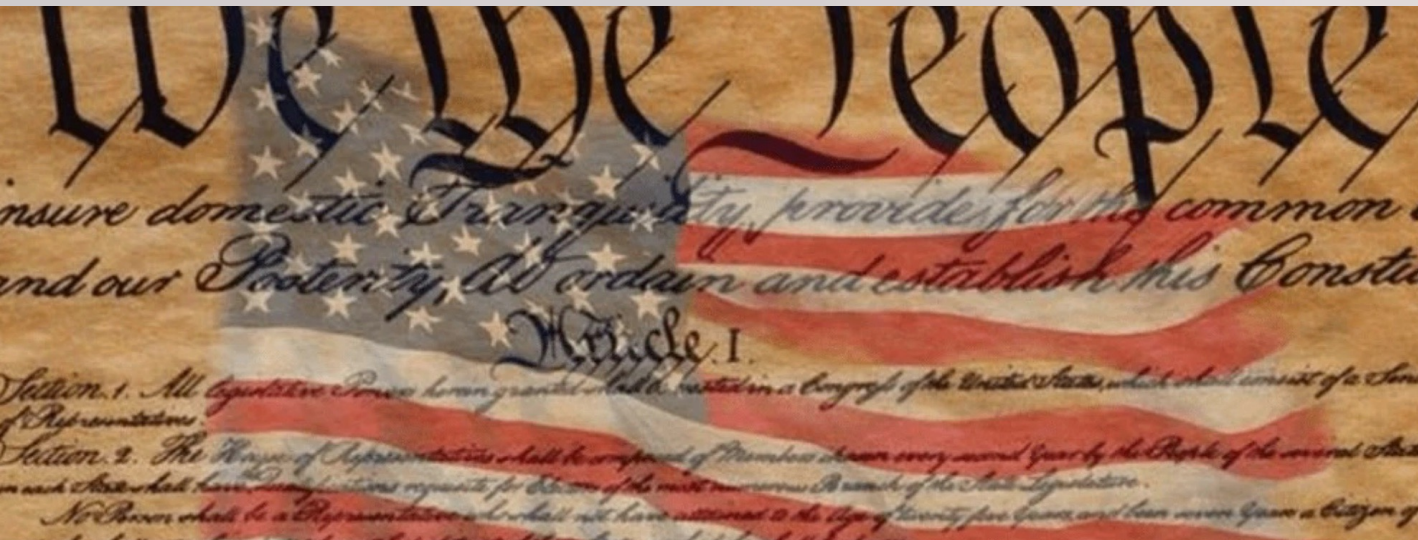 We the People
insure domestic Tranquility, provide for the common
and our Posterity, do ordain and establish this Constitu
Article. I.
Section. 1. All legislative Powers herein granted shall be vested in a Congress of the United States, which shall consist of a Sen
of Representatives.
Section. 2. The House of Representatives shall be composed of Members chosen every second Year by the People of the several States
in each State shall have Qualifications requisite for Electors of the most numerous Branch of the State Legislature.
No Person shall be a Representative who shall not have attained to the Age of twenty five Years, and been seven Years a Citizen of